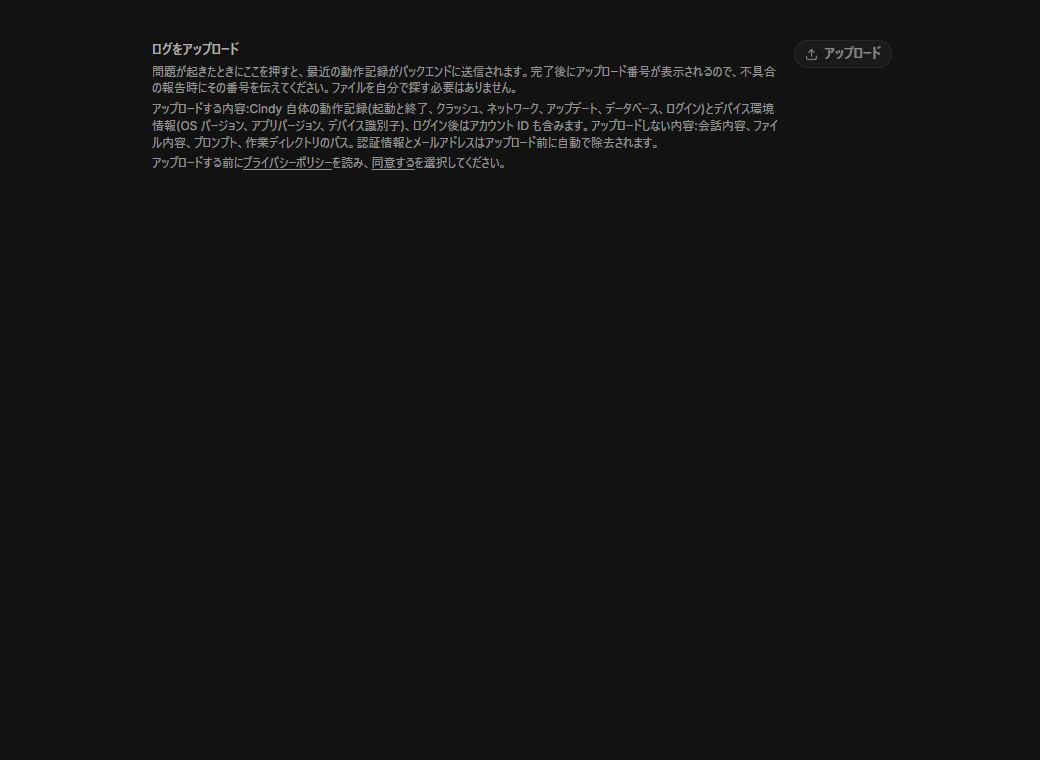 ログをアップロード
アップロード
問題が起きたときにここを押すと、最近の動作記録がバックエンドに送信されます。完了後にアップロード番号が表示されるので、不具合
の報告時にその番号を伝えてください。ファイルを自分で探す必要はありません。
アップロードする内容:Cindy 自体の動作記録(起動と終了、クラッシュ、ネットワーク、アップデート、データベース、ログイン)とデバイス環境
情報(OS バージョン、アプリバージョン、デバイス識別子)、ログイン後はアカウント ID も含みます。アップロードしない内容:会話内容、ファイ
ル内容、プロンプト、作業ディレクトリのパス。認証情報とメールアドレスはアップロード前に自動で除去されます。
アップロードする前にプライバシーポリシーを読み、同意するを選択してください。